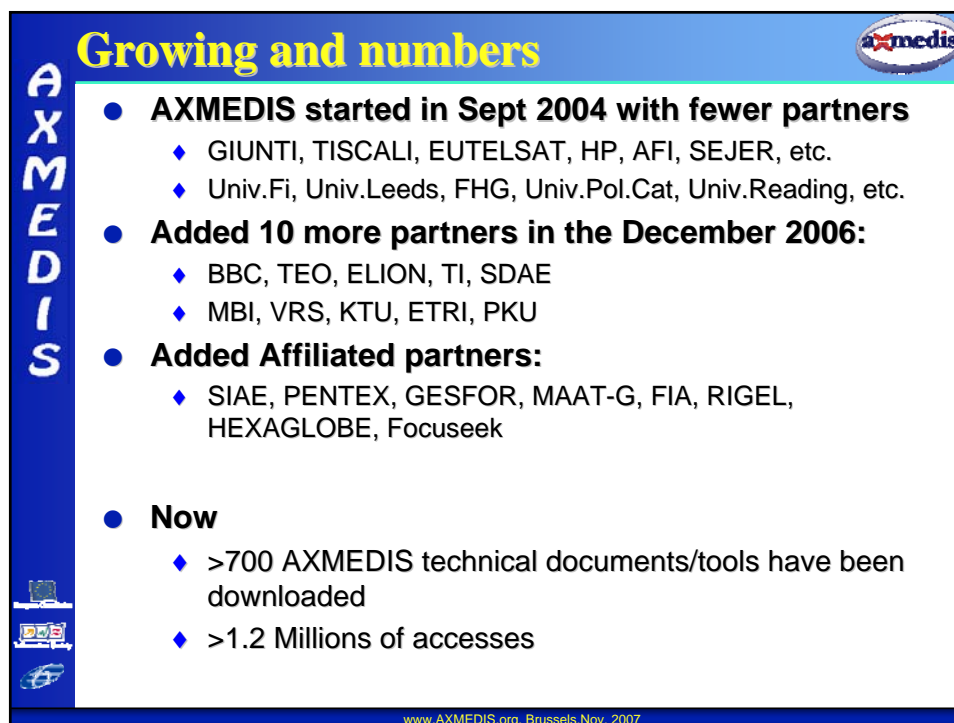 Growing and numbers
axmedis
AXMEDIS
AXMEDIS started in Sept 2004 with fewer partners
GIUNTI, TISCALI, EUTELSAT, HP, AFI, SEJER, etc.
Univ.Fi, Univ.Leeds, FHG, Univ.Pol.Cat, Univ.Reading, etc.
Added 10 more partners in the December 2006:
BBC, TEO, ELION, TI, SDAE
MBI, VRS, KTU, ETRI, PKU
Added Affiliated partners:
SIAE, PENTEX, GESFOR, MAAT-G, FIA, RIGEL,
HEXAGLOBE, Focuseek
Now
>700 AXMEDIS technical documents/tools have been
downloaded
>1.2 Millions of accesses
www.AXMEDIS.org, Brussels Nov. 2007